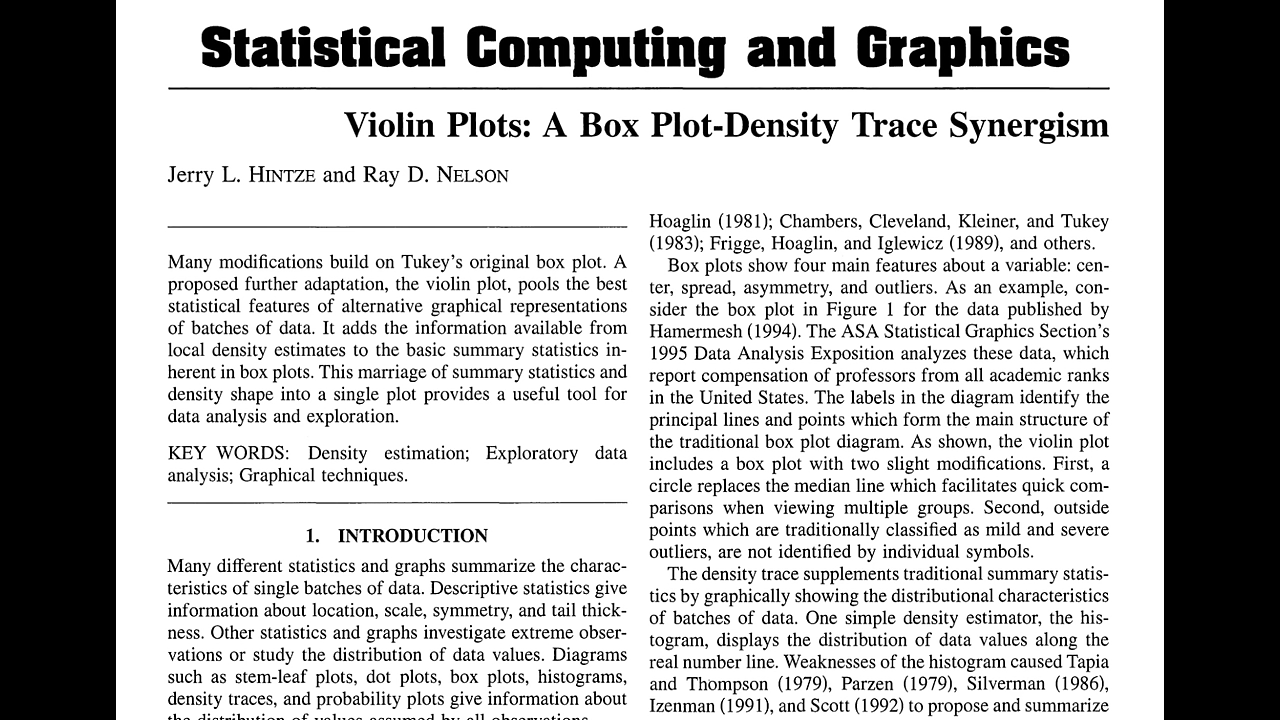 Statistical Computing and Graphics
Violin Plots: A Box Plot-Density Trace Synergism
Jerry L. HINTZE and Ray D. NELSON
Many modifications build on Tukey's original box plot. A
proposed further adaptation, the violin plot, pools the best
statistical features of alternative graphical representations
of batches of data. It adds the information available from
local density estimates to the basic summary statistics in-
herent in box plots. This marriage of summary statistics and
density shape into a single plot provides a useful tool for
data analysis and exploration.
KEY WORDS: Density estimation; Exploratory data
analysis; Graphical techniques.
1. INTRODUCTION
Many different statistics and graphs summarize the charac-
teristics of single batches of data. Descriptive statistics give
information about location, scale, symmetry, and tail thick-
ness. Other statistics and graphs investigate extreme obser-
vations or study the distribution of data values. Diagrams
such as stem-leaf plots, dot plots, box plots, histograms,
density traces, and probability plots give information about
the distribution of values assumed by all observations.
Hoaglin (1981); Chambers, Cleveland, Kleiner, and Tukey
(1983); Frigge, Hoaglin, and Iglewicz (1989), and others.
Box plots show four main features about a variable: cen-
ter, spread, asymmetry, and outliers. As an example, con-
sider the box plot in Figure 1 for the data published by
Hamermesh (1994). The ASA Statistical Graphics Section's
1995 Data Analysis Exposition analyzes these data, which
report compensation of professors from all academic ranks
in the United States. The labels in the diagram identify the
principal lines and points which form the main structure of
the traditional box plot diagram. As shown, the violin plot
includes a box plot with two slight modifications. First, a
circle replaces the median line which facilitates quick com-
parisons when viewing multiple groups. Second, outside
points which are traditionally classified as mild and severe
outliers, are not identified by individual symbols.
The density trace supplements traditional summary statis-
tics by graphically showing the distributional characteristics
of batches of data. One simple density estimator, the his-
togram, displays the distribution of data values along the
real number line. Weaknesses of the histogram caused Tapia
and Thompson (1979), Parzen (1979), Silverman (1986),
Izenman (1991), and Scott (1992) to propose and summarize